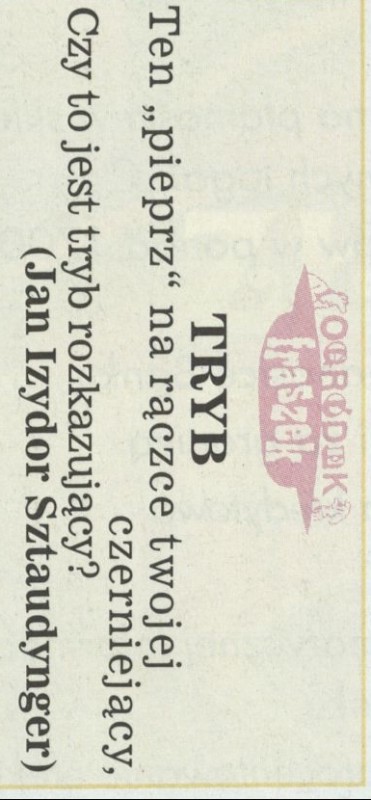 OGRÓDEK
fraszek
TRYB
Ten „pieprz“ na rączce twojej
czerniejący,
Czy to jest tryb rozkazujący?
(Jan Izydor Sztaudynger)